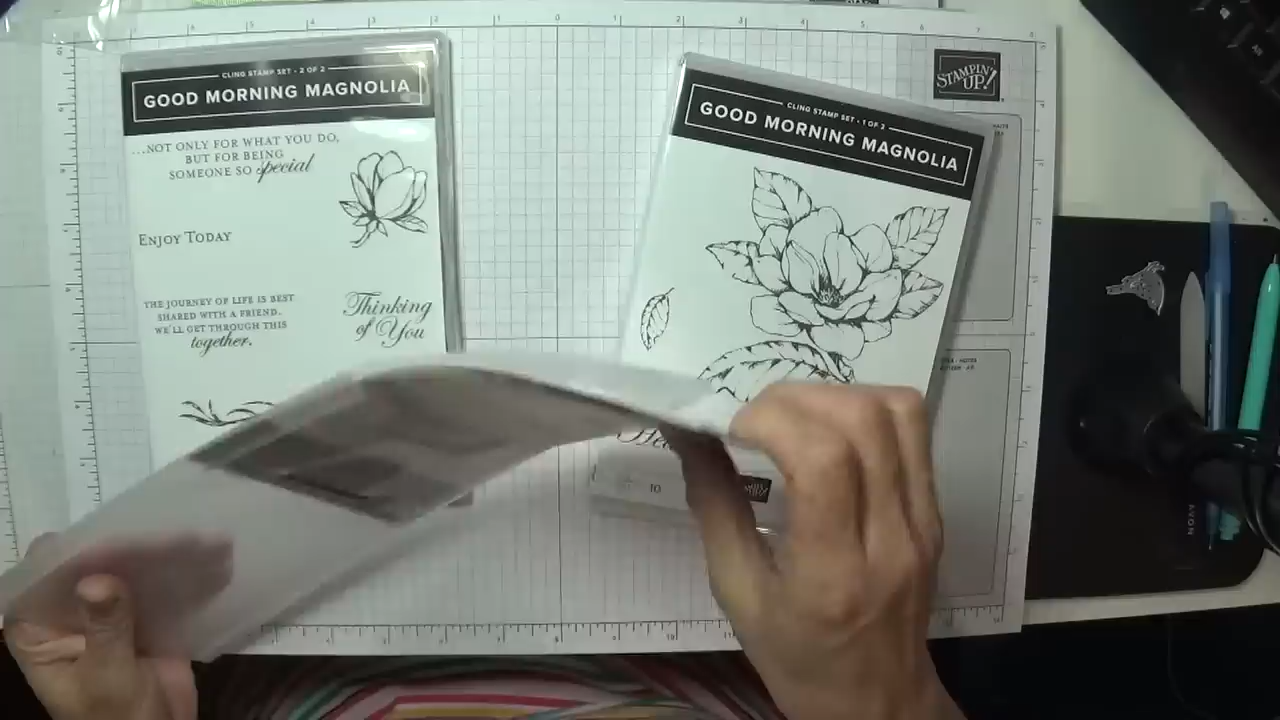 CLING STAMP SET • 2 OF 2
GOOD MORNING MAGNOLIA
...NOT ONLY FOR WHAT YOU DO,
BUT FOR BEING
SOMEONE SO special
ENJOY TODAY
THE JOURNEY OF LIFE IS BEST
SHARED WITH A FRIEND.
WE'LL GET THROUGH THIS
together.
Thinking
of You
CLING STAMP SET • 1 OF 2
GOOD MORNING MAGNOLIA
10
STAMPIN'
UP!
AVON